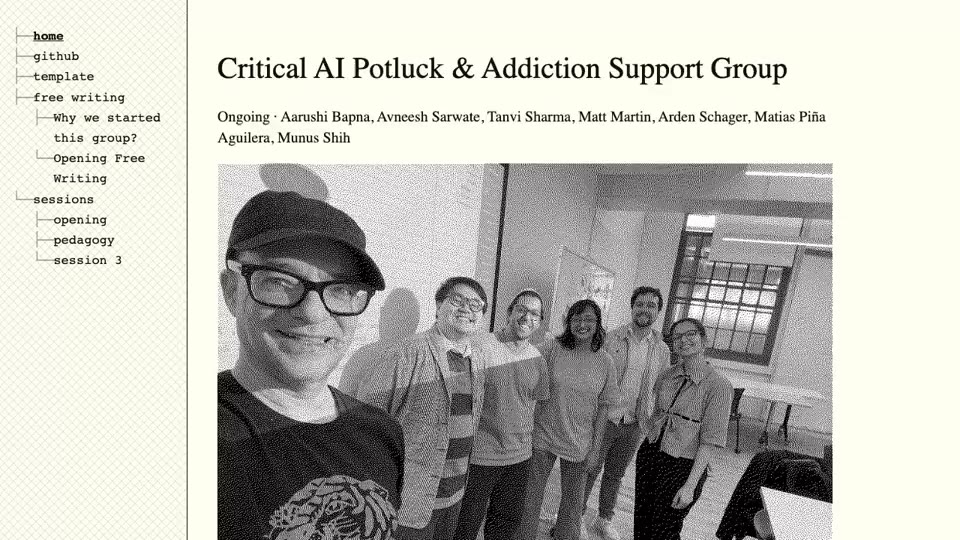 home
github
template
free writing
Why we started
this group?
Opening Free
Writing
sessions
opening
pedagogy
session 3
Critical AI Potluck & Addiction Support Group
Ongoing · Aarushi Bapna, Avneesh Sarwate, Tanvi Sharma, Matt Martin, Arden Schager, Matias Piña
Aguilera, Munus Shih